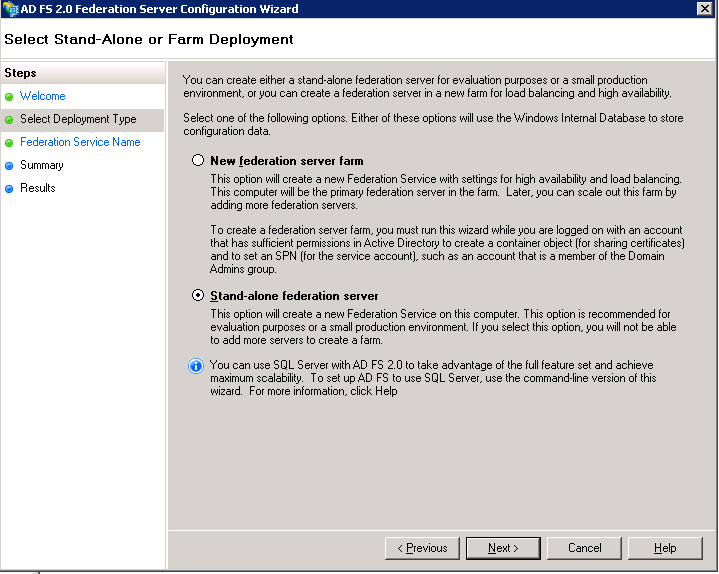 AD FS 2.0 Federation Server Configuration Wizard
Select Stand-Alone or Farm Deployment
Steps
Welcome
Select Deployment Type
Federation Service Name
Summary
Results
You can create either a stand-alone federation server for evaluation purposes or a small production
environment, or you can create a federation server in a new farm for load balancing and high availability.
Select one of the following options. Either of these options will use the Windows Internal Database to store
configuration data.
New federation server farm
This option will create a new Federation Service with settings for high availability and load balancing.
This computer will be the primary federation server in the farm. Later, you can scale out this farm by
adding more federation servers.
To create a federation server farm, you must run this wizard while you are logged on with an account
that has sufficient permissions in Active Directory to create a container object (for sharing certificates)
and to set an SPN (for the service account), such as an account that is a member of the Domain
Admins group.
Stand-alone federation server
This option will create a new Federation Service on this computer. This option is recommended for
evaluation purposes or a small production environment. If you select this option, you will not be able
to add more servers to create a farm.
You can use SQL Server with AD FS 2.0 to take advantage of the full feature set and achieve
maximum scalability. To set up AD FS to use SQL Server, use the command-line version of this
wizard. For more information, click Help
< Previous
Next >
Cancel
Help